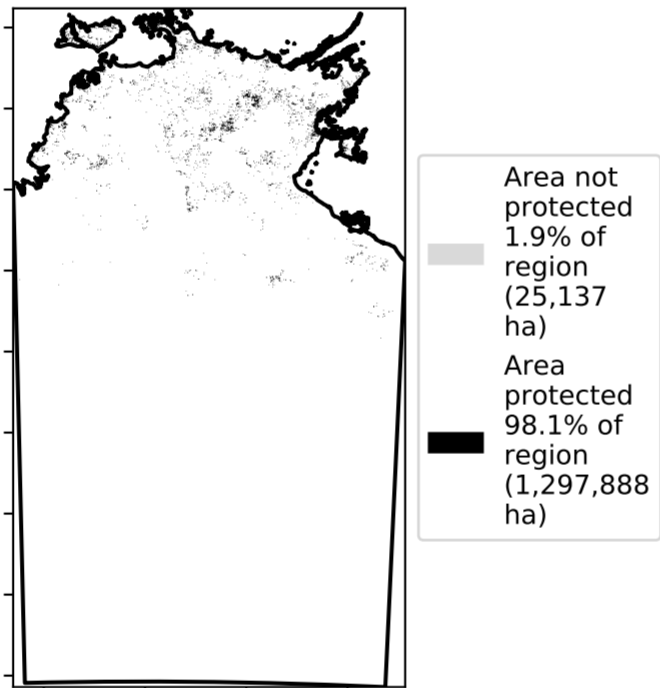 Area not
protected
1.9% of
region
(25,137
ha)
Area
protected
98.1% of
region
(1,297,888
ha)